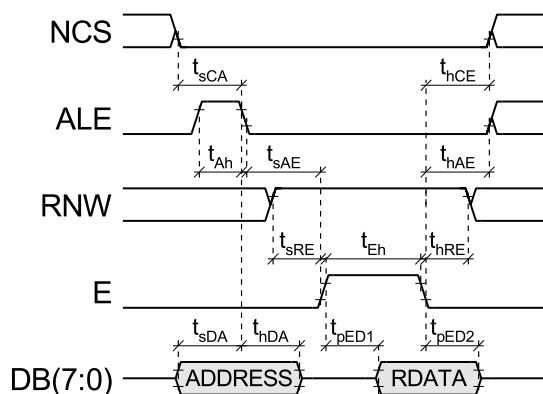 NCS
tsCA
thCE
ALE
tAh
tsAE
thAE
RNW
tsRE
tEh
thRE
E
tsDA
thDA
tpED1
tpED2
DB(7:0)
ADDRESS
RDATA